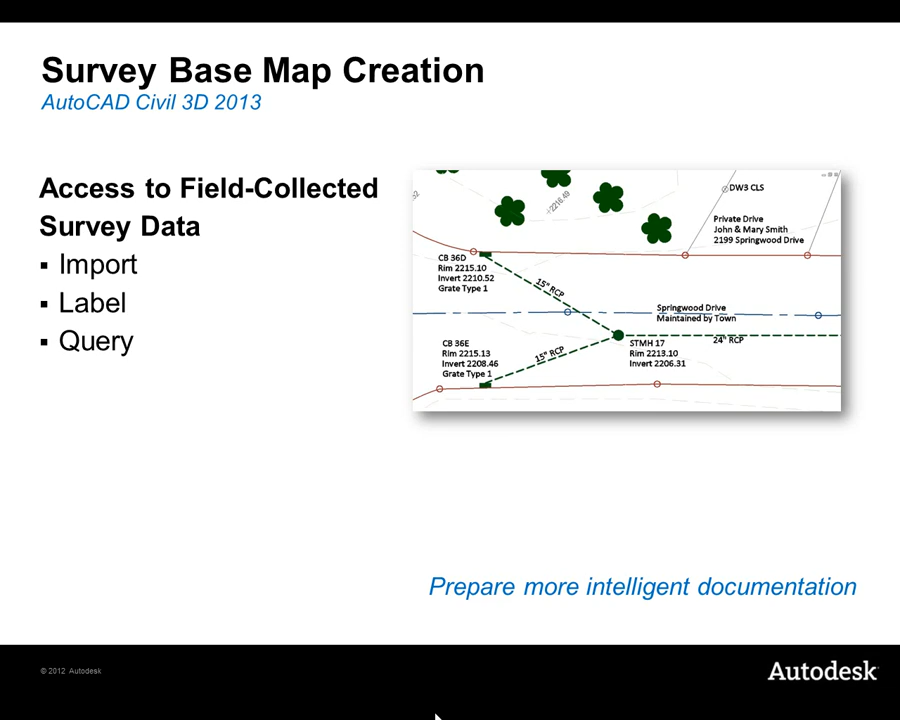 Survey Base Map Creation
AutoCAD Civil 3D 2013
Access to Field-Collected
Survey Data
▪ Import
▪ Label
▪ Query
2216.49
DW3 CLS
Private Drive
John & Mary Smith
2199 Springwood Drive
CB 36D
Rim 2215.10
Invert 2210.52
Grate Type 1
15" RCP
Springwood Drive
Maintained by Town
24" RCP
CB 36E
Rim 2215.13
Invert 2208.46
Grate Type 1
15" RCP
STMH 17
Rim 2213.10
Invert 2206.31
Prepare more intelligent documentation
© 2012 Autodesk
Autodesk